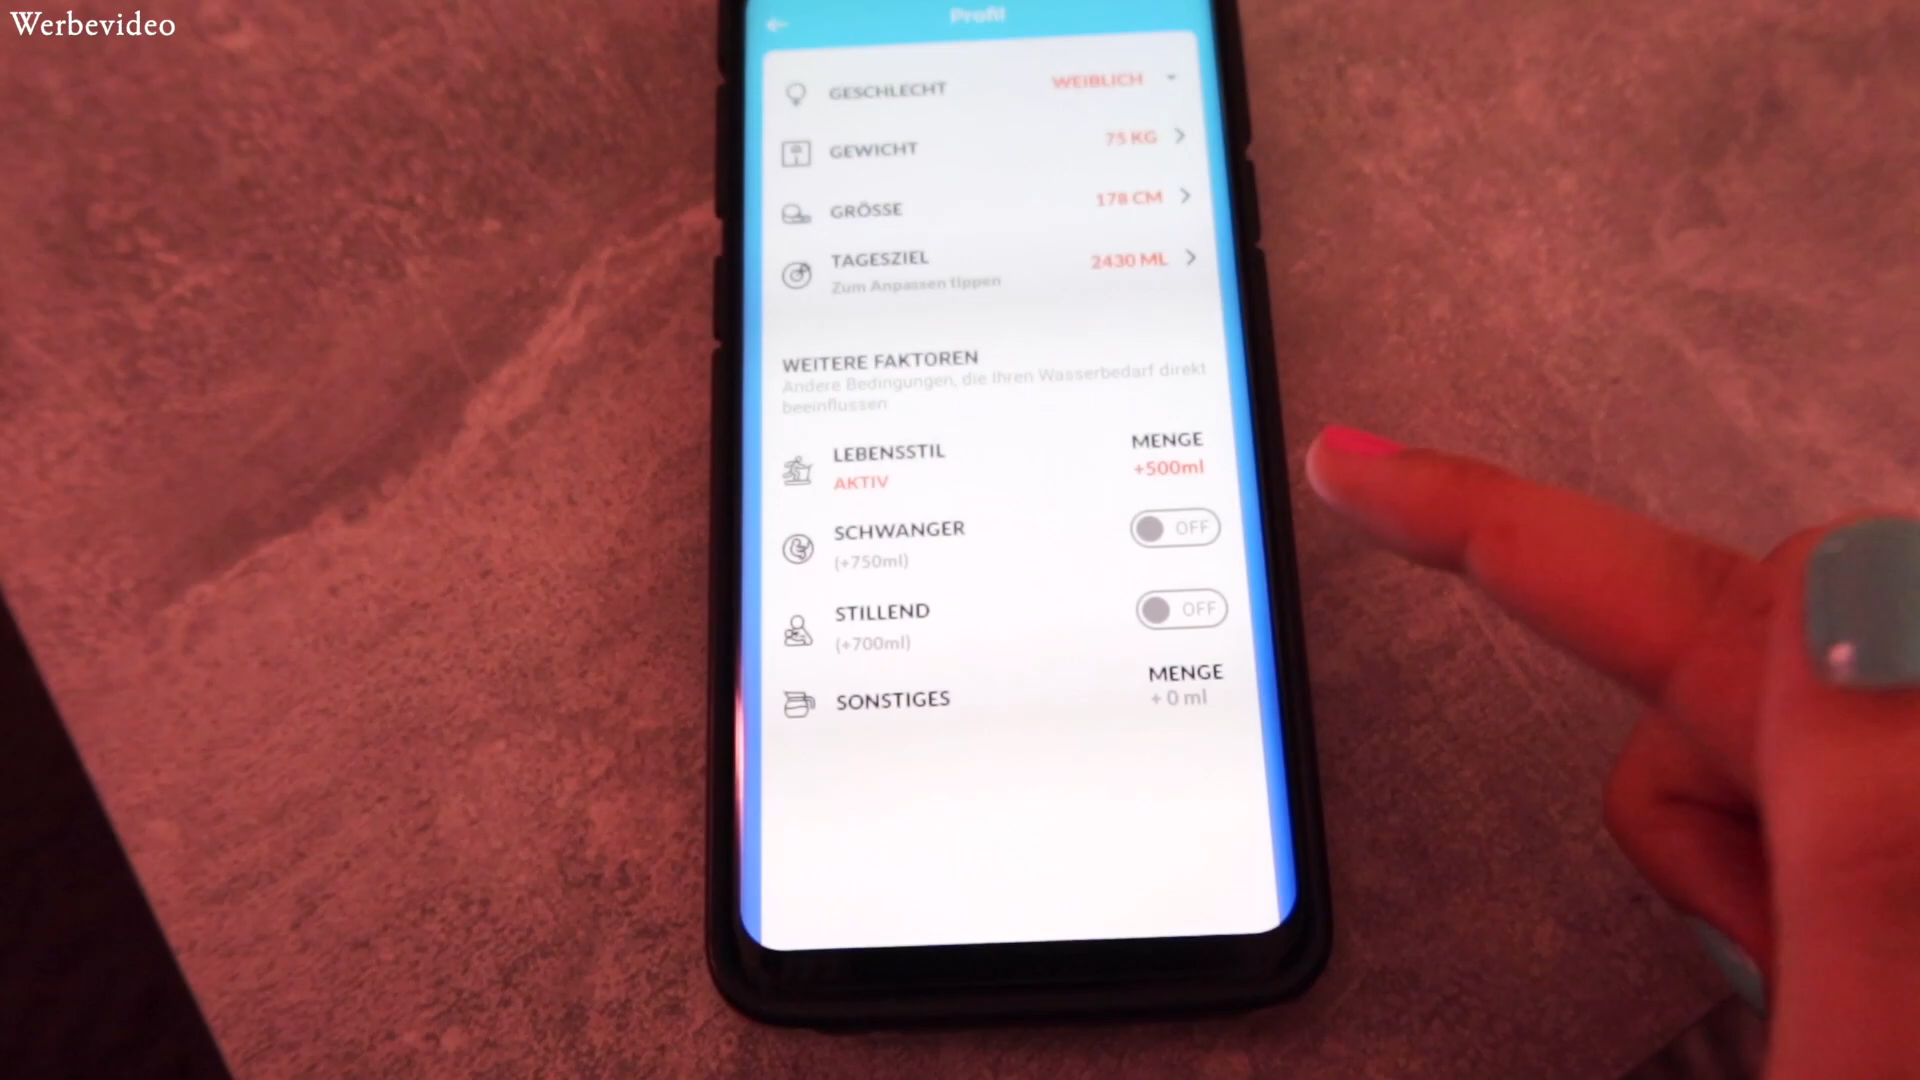 Werbevideo
Profil
GESCHLECHT WEIBLICH
GEWICHT 75 KG
GRÖSSE 178 CM
TAGESZIEL 2430 ML
Zum Anpassen tippen
WEITERE FAKTOREN
Andere Bedingungen, die Ihren Wasserbedarf direkt
beeinflussen
LEBENSSTIL MENGE
AKTIV +500ml
SCHWANGER OFF
(+750ml)
STILLEND OFF
(+700ml)
SONSTIGES MENGE
+ 0 ml